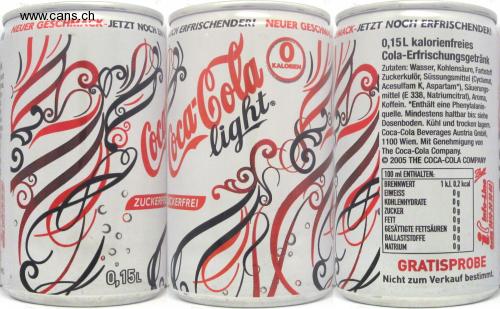 www.cans.ch
NEUER GESCHMACK-JETZT NOCH
Coca-Cola
ZUCKERFREI
0,15L
ERFRISCHENDER! NEUER GESCHMACK
Coca-Cola
light®
0
KALORIEN
ZUCKERFREI
MACK-JETZT NOCH ERFRISCHENDER!
0,15L kalorienfreies
Cola-Erfrischungsgetränk
Zutaten: Wasser, Kohlensäure, Farbstoff
Zuckerkulör, Süssungsmittel (Cyclamat,
Acesulfam K, Aspartam*), Säuerungs-
mittel (E 338, Natriumcitrat), Aroma,
Koffein. *Enthält eine Phenylalanin-
quelle. Mindestens haltbar bis: siehe
Dosenboden. Kühl und trocken lagern.
Coca-Cola Beverages Austria GmbH,
1100 Wien. Mit Genehmigung von
The Coca-Cola Company.
© 2005 THE COCA-COLA COMPANY
100 ml ENTHALTEN:
BRENNWERT 1 kJ, 0,2 kcal
EIWEISS 0 g
KOHLENHYDRATE 0 g
ZUCKER 0 g
FETT 0 g
GESÄTTIGTE FETTSÄUREN 0 g
BALLASTSTOFFE 0 g
NATRIUM 0 g
GRATISPROBE
Nicht zum Verkauf bestimmt.